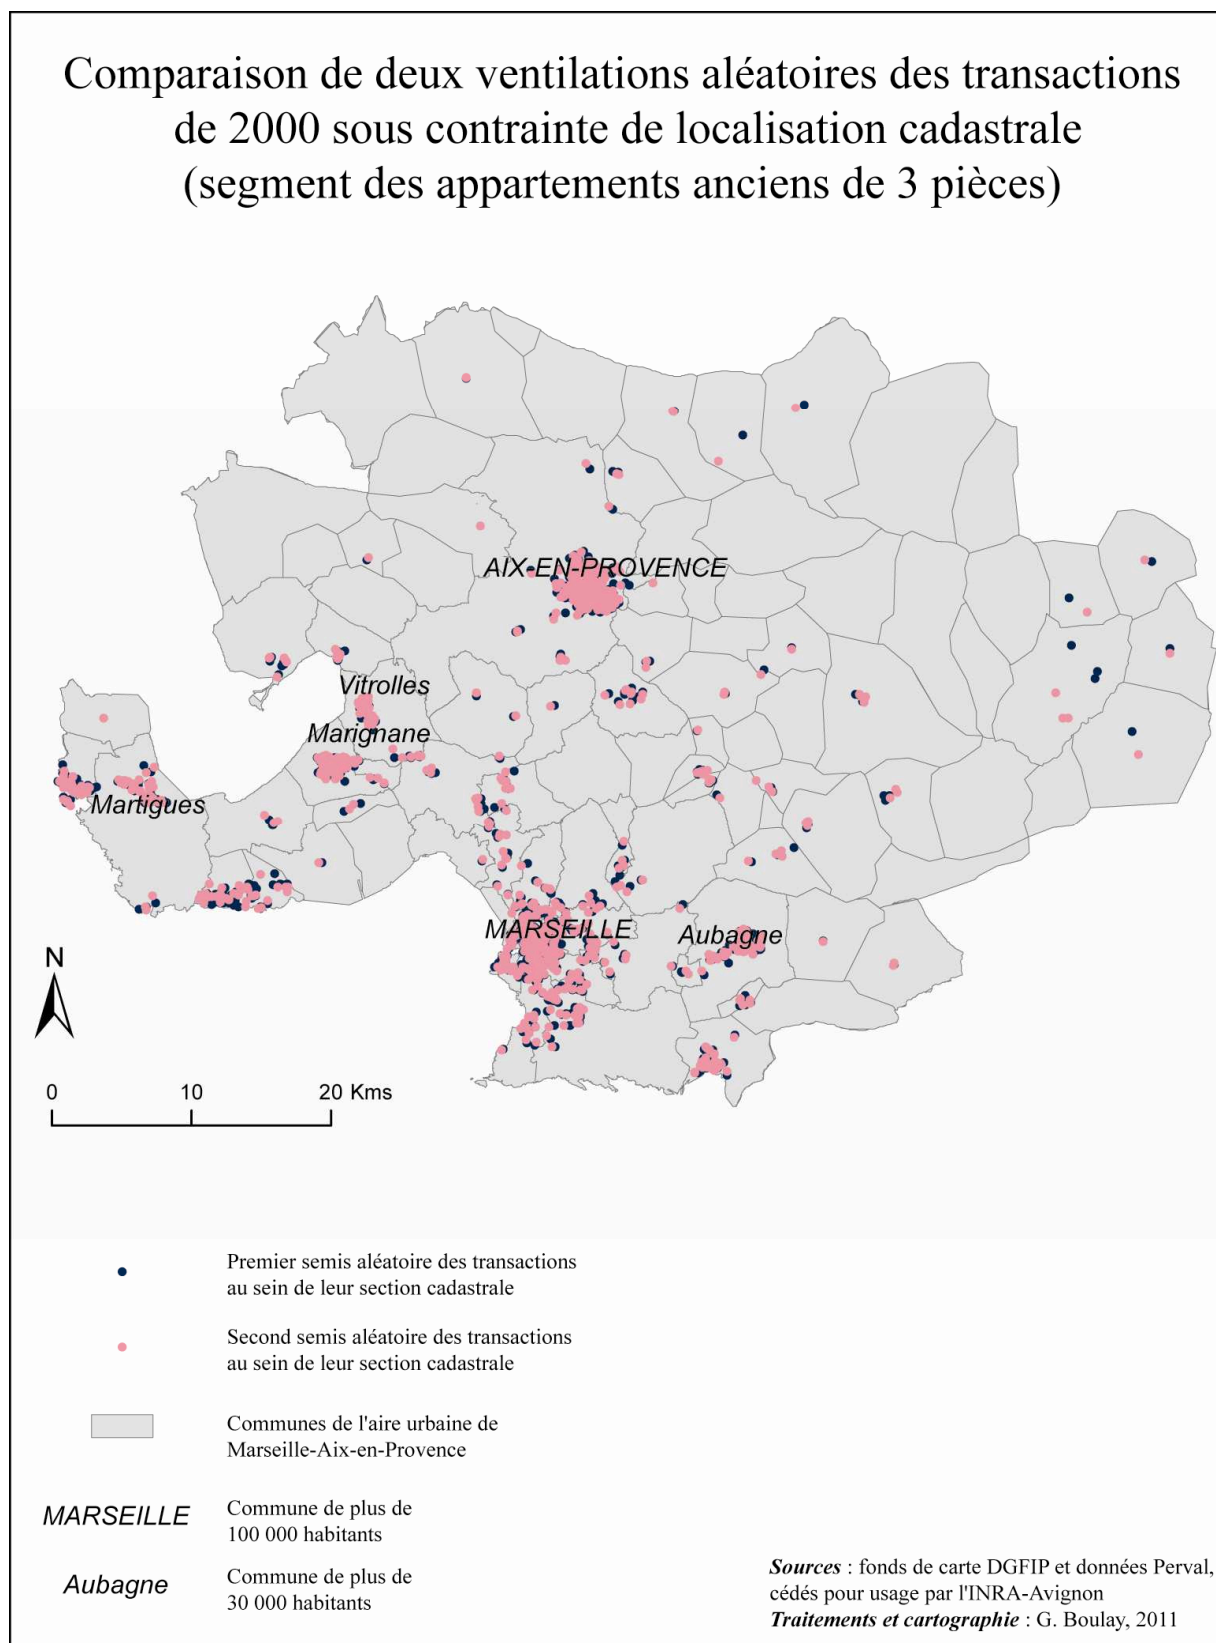 Comparaison de deux ventilations aléatoires des transactions
de 2000 sous contrainte de localisation cadastrale
(segment des appartements anciens de 3 pièces)
AIX-EN-PROVENCE
Vitrolles
Marignane
Martigues
MARSEILLE
Aubagne
N
0 10 20 Kms
Premier semis aléatoire des transactions
au sein de leur section cadastrale
Second semis aléatoire des transactions
au sein de leur section cadastrale
Communes de l'aire urbaine de
Marseille-Aix-en-Provence
MARSEILLE
Commune de plus de
100 000 habitants
Aubagne
Commune de plus de
30 000 habitants
Sources : fonds de carte DGFIP et données Perval,
cédés pour usage par l'INRA-Avignon
Traitements et cartographie : G. Boulay, 2011